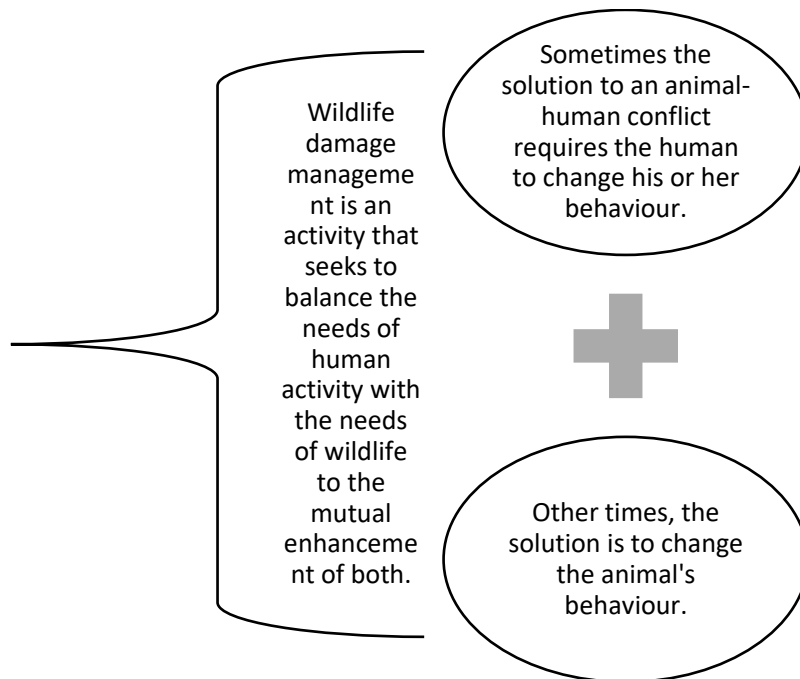 Wildlife
damage
manageme
nt is an
activity that
seeks to
balance the
needs of
human
activity with
the needs
of wildlife
to the
mutual
enhanceme
nt of both.
Sometimes the
solution to an animal-
human conflict
requires the human
to change his or her
behaviour.
Other times, the
solution is to change
the animal's
behaviour.